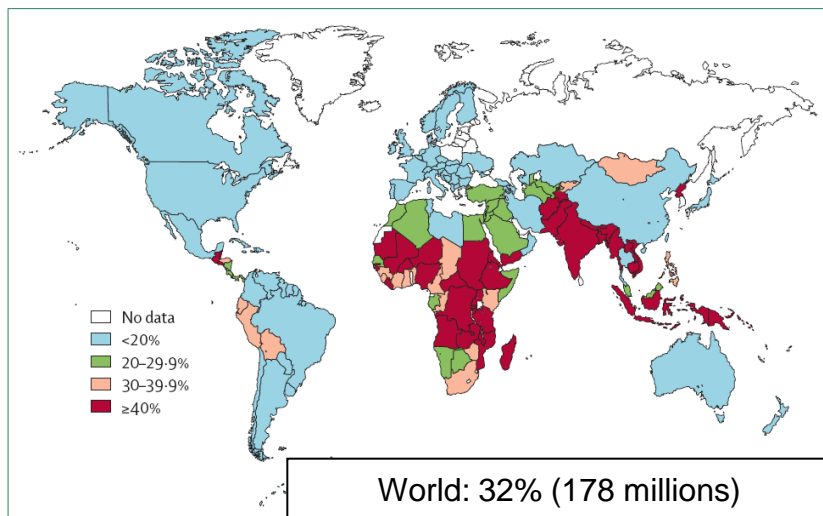 No data
<20%
20–29·9%
30–39·9%
≥40%
World: 32% (178 millions)